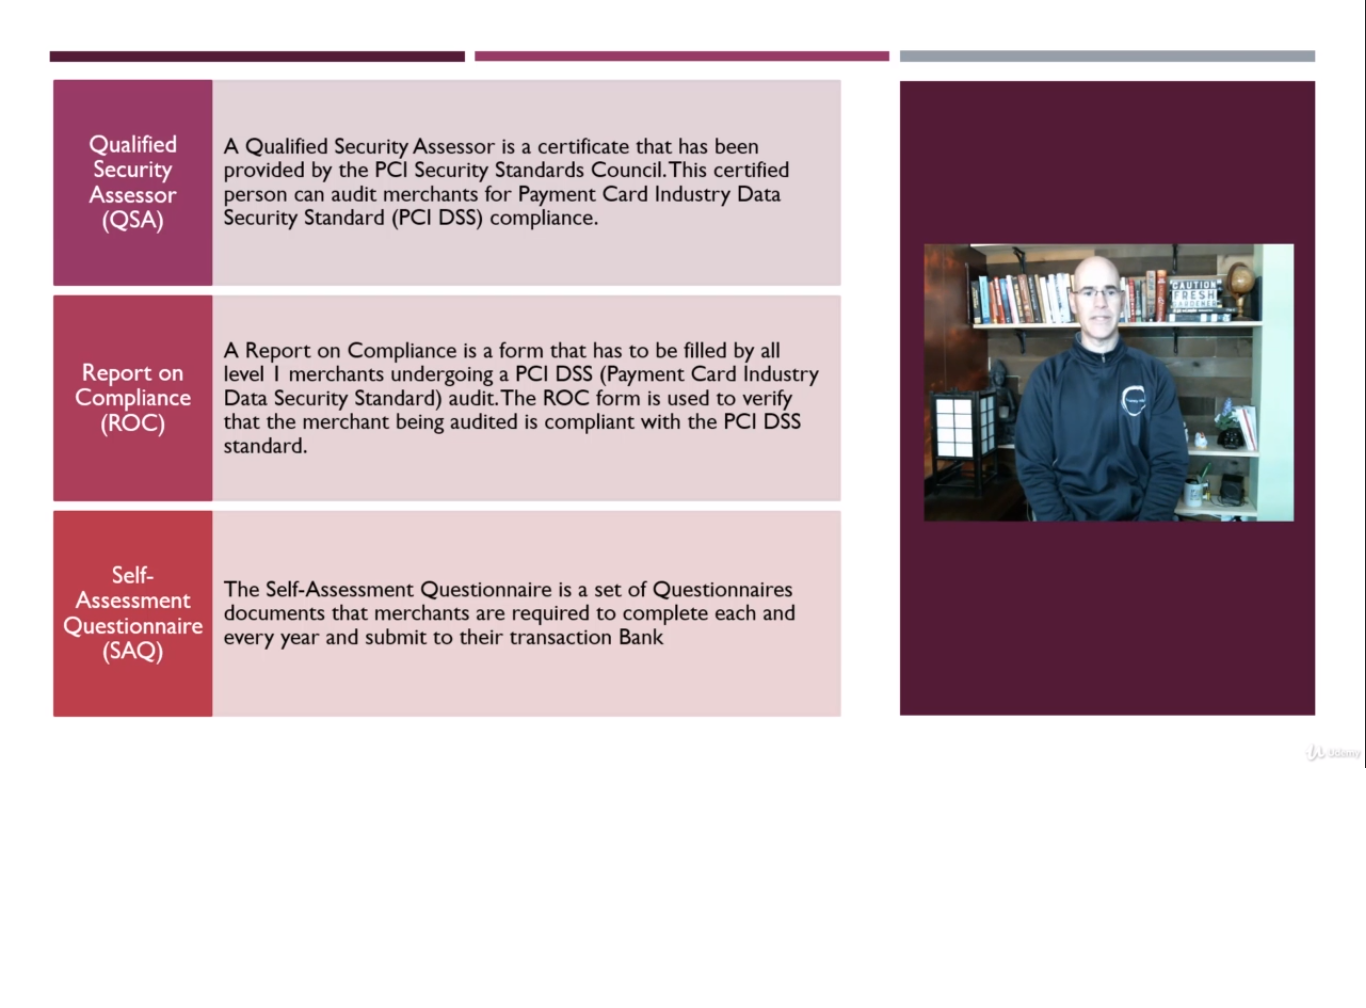 Qualified
Security
Assessor
(QSA)
A Qualified Security Assessor is a certificate that has been
provided by the PCI Security Standards Council. This certified
person can audit merchants for Payment Card Industry Data
Security Standard (PCI DSS) compliance.
Report on
Compliance
(ROC)
A Report on Compliance is a form that has to be filled by all
level 1 merchants undergoing a PCI DSS (Payment Card Industry
Data Security Standard) audit. The ROC form is used to verify
that the merchant being audited is compliant with the PCI DSS
standard.
Self-
Assessment
Questionnaire
(SAQ)
The Self-Assessment Questionnaire is a set of Questionnaires
documents that merchants are required to complete each and
every year and submit to their transaction Bank
CAUTION
FRESH
GARDENER
Udemy